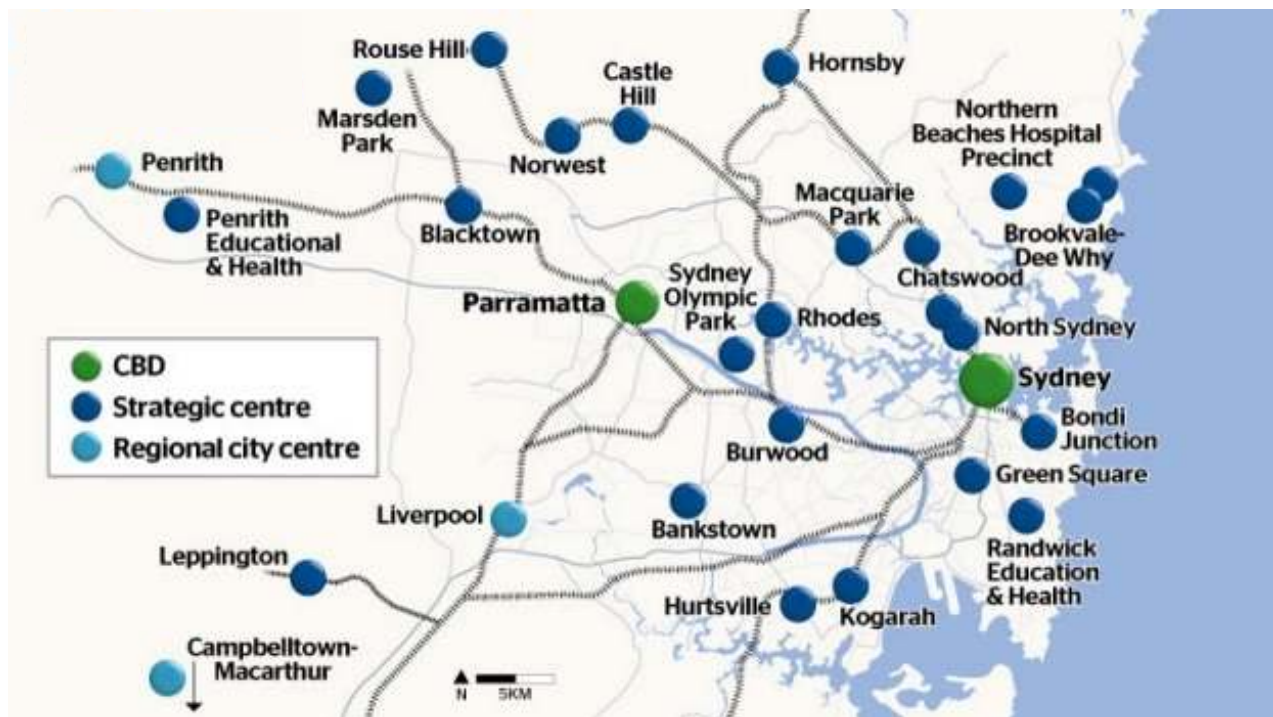 Rouse Hill
Marsden
Park
Castle
Hill
Norwest
Hornsby
Northern
Beaches Hospital
Precinct
Penrith
Penrith
Educational
& Health
Blacktown
Macquarie
Park
Brookvale-
Dee Why
Chatswood
Parramatta
Sydney
Olympic
Park
Rhodes
North Sydney
CBD
Strategic centre
Regional city centre
Sydney
Bondi
Junction
Burwood
Green Square
Liverpool
Bankstown
Leppington
Randwick
Education
& Health
Hurtsville
Kogarah
Campbelltown-
Macarthur
N
5KM